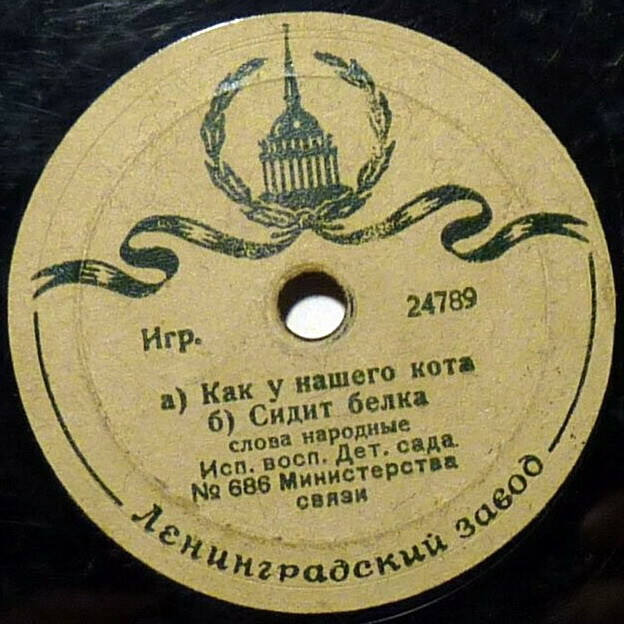 24789
Игр.
а) Как у нашего кота
б) Сидит белка
слова народные
Исп. восп. Дет. сада.
№ 686 Министерства
связи
Ленинградский завод